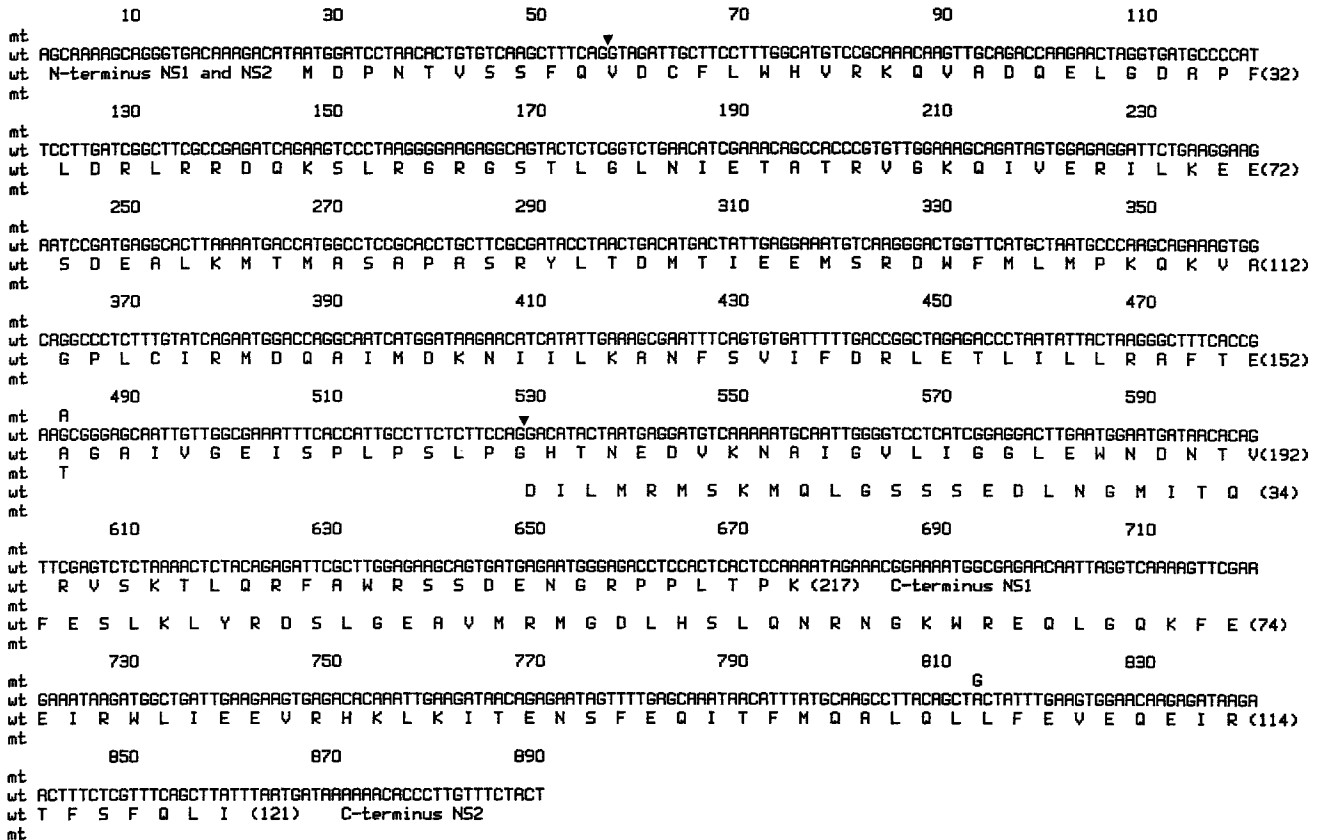 10 30 50 70 90 110
mt ▼
wt AGCAAAAGCAGGGTGACAAAGACATAATGGATCCTAACACTGTGTCAAGCTTTCAGGTAGATTGCTTCCTTTGGCATGTCCGCAAACAAGTTGCAGACCAAGAACTAGGTGATGCCCCAT
wt N-terminus NS1 and NS2 M D P N T V S S F Q V D C F L W H V R K Q V A D Q E L G D A P F(32)
mt
130 150 170 190 210 230
mt
wt TCCTTGATCGGCTTCGCCGAGATCAGAAGTCCCTAAGGGGAAGAGGCAGTACTCTCGGTCTGAACATCGAAACAGCCACCCGTGTTGGAAAGCAGATAGTGGAGAGGATTCTGAAGGAAG
wt L D R L R R D Q K S L R G R G S T L G L N I E T A T R V G K Q I V E R I L K E E(72)
mt
250 270 290 310 330 350
mt
wt AATCCGATGAGGCACTTAAAATGACCATGGCCTCCGCACCTGCTTCGCGATACCTAACTGACATGACTATTGAGGAAATGTCAAGGGACTGGTTCATGCTAATGCCCAAGCAGAAAGTGG
wt S D E A L K M T M A S A P A S R Y L T D M T I E E M S R D W F M L M P K Q K V A(112)
mt
370 390 410 430 450 470
mt
wt CAGGCCCTCTTTGTATCAGAATGGACCAGGCAATCATGGATAAGAACATCATATTGAAAGCGAATTTCAGTGTGATTTTTGACCGGCTAGAGACCCTAATATTACTAAGGGCTTTCACCG
wt G P L C I R M D Q A I M D K N I I L K A N F S V I F D R L E T L I L L R A F T E(152)
mt
490 510 530 550 570 590
mt A ▼
wt AAGCGGGAGCAATTGTTGGCGAAATTTCACCATTGCCTTCTCTTCCAGGACATACTAATGAGGATGTCAAAAATGCAATTGGGGTCCTCATCGGAGGACTTGAATGGAATGATAACACAG
wt A G A I V G E I S P L P S L P G H T N E D V K N A I G V L I G G L E W N D N T V(192)
mt T
wt D I L M R M S K M Q L G S S S E D L N G M I T Q (34)
mt
610 630 650 670 690 710
mt
wt TTCGAGTCTCTAAAACTCTACAGAGATTCGCTTGGAGAAGCAGTGATGAGAATGGGAGACCTCCACTCACTCCAAAATAGAAACGGAAAATGGCGAGAACAATTAGGTCAAAAGTTCGAA
wt R V S K T L Q R F A W R S S D E N G R P P L T P K(217) C-terminus NS1
mt
wt F E S L K L Y R D S L G E A V M R M G D L H S L Q N R N G K W R E Q L G Q K F E (74)
mt
730 750 770 790 810 830
mt G
wt GAAATAAGATGGCTGATTGAAGAAGTGAGACACAAATTGAAGATAACAGAGAATAGTTTTGAGCAAATAACATTTATGCAAGCCTTACAGCTACTATTTGAAGTGGAACAAGAGATAAGA
wt E I R W L I E E V R H K L K I T E N S F E Q I T F M Q A L Q L L F E V E Q E I R (114)
mt
850 870 890
mt
wt ACTTTCTCGTTTCAGCTTATTTAATGATAAAAAACACCCTTGTTTCTACT
wt T F S F Q L I (121) C-terminus NS2
mt